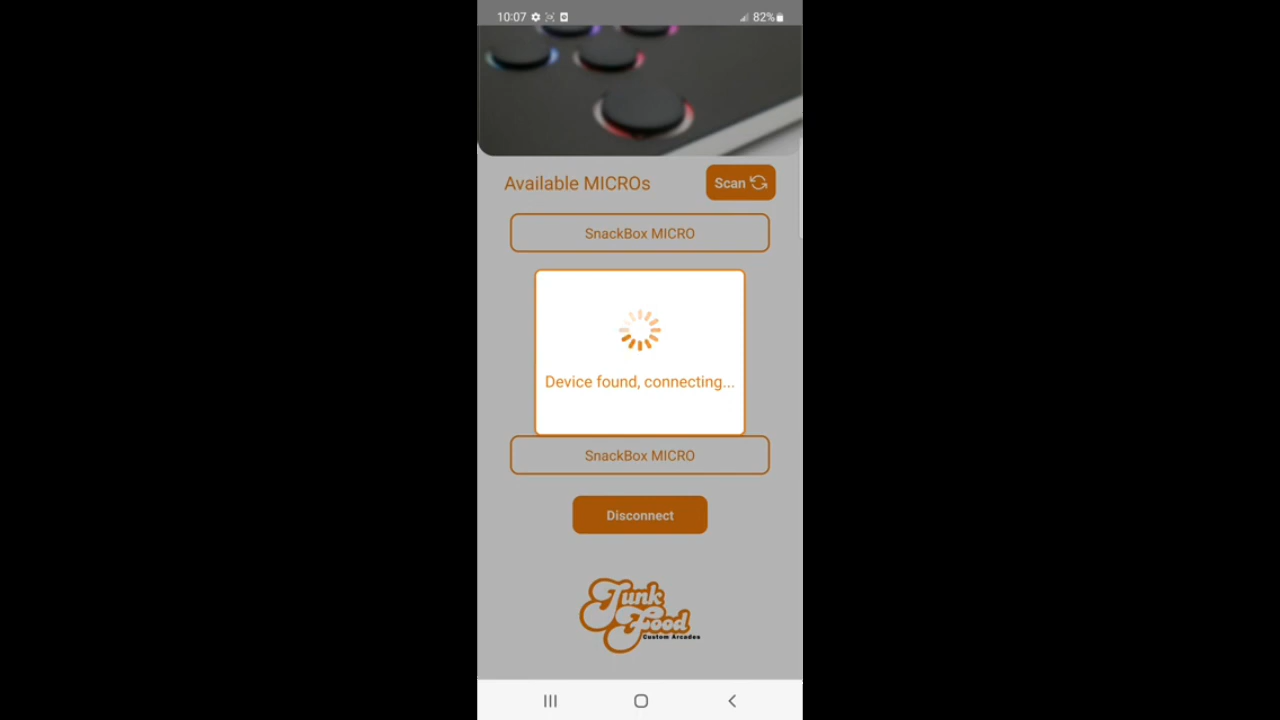 10:07
82%
Available MICROs
Scan
SnackBox MICRO
Device found, connecting...
SnackBox MICRO
Disconnect
Junk
Food
Custom Arcades